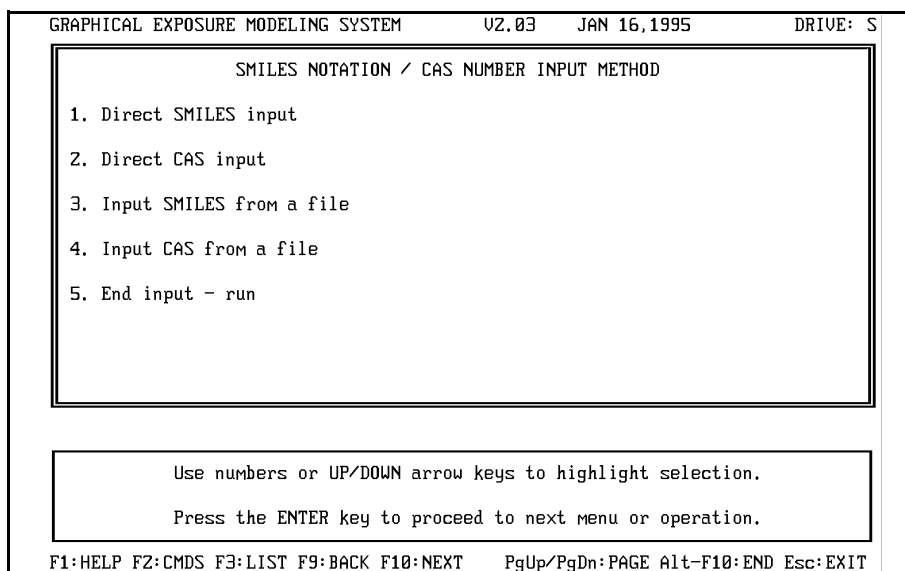 GRAPHICAL EXPOSURE MODELING SYSTEM V2.03 JAN 16,1995 DRIVE: S
SMILES NOTATION / CAS NUMBER INPUT METHOD
1. Direct SMILES input
2. Direct CAS input
3. Input SMILES from a file
4. Input CAS from a file
5. End input - run
Use numbers or UP/DOWN arrow keys to highlight selection.
Press the ENTER key to proceed to next menu or operation.
F1:HELP F2:CMDS F3:LIST F9:BACK F10:NEXT PgUp/PgDn:PAGE Alt-F10:END Esc:EXIT